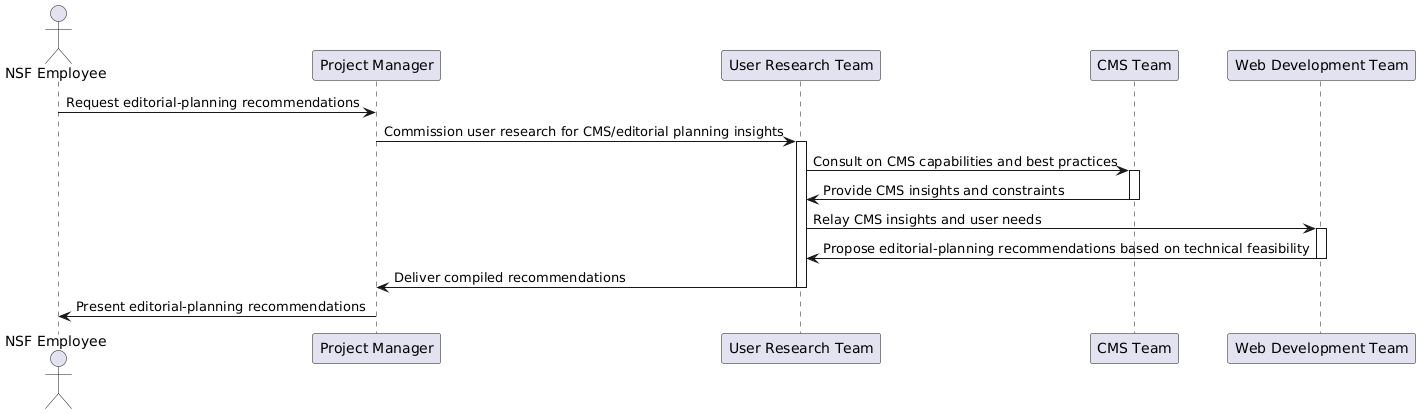 NSF Employee
Project Manager
User Research Team
CMS Team
Web Development Team
Request editorial-planning recommendations
Commission user research for CMS/editorial planning insights
Consult on CMS capabilities and best practices
Provide CMS insights and constraints
Relay CMS insights and user needs
Propose editorial-planning recommendations based on technical feasibility
Deliver compiled recommendations
Present editorial-planning recommendations
NSF Employee
Project Manager
User Research Team
CMS Team
Web Development Team